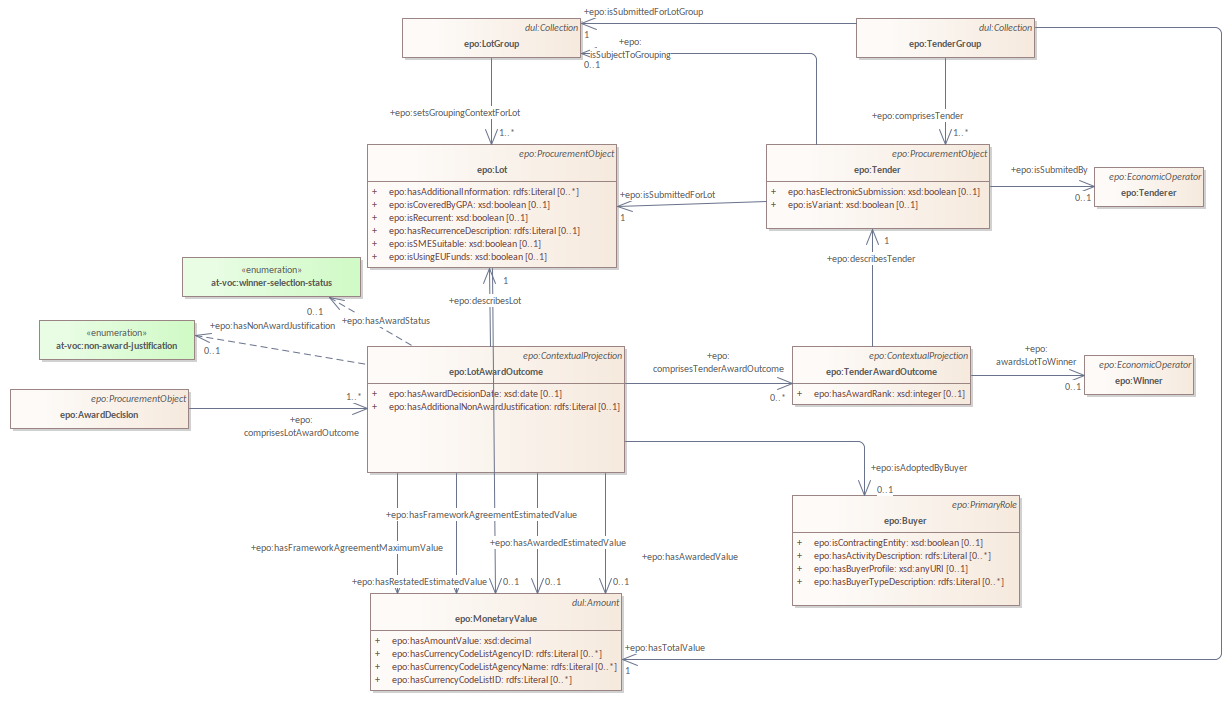 +epo:isSubmittedForLotGroup
dul:Collection
epo:LotGroup
1
+epo:
isSubjectToGrouping
0..1
dul:Collection
epo:TenderGroup
+epo:setsGroupingContextForLot
1..*
+epo:comprisesTender
1..*
epo:ProcurementObject
epo:Lot
+ epo:hasAdditionalInformation: rdfs:Literal [0..*]
+ epo:isCoveredByGPA: xsd:boolean [0..1]
+ epo:isRecurrent: xsd:boolean [0..1]
+ epo:hasRecurrenceDescription: rdfs:Literal [0..1]
+ epo:isSMESuitable: xsd:boolean [0..1]
+ epo:isUsingEUFunds: xsd:boolean [0..1]
+epo:isSubmittedForLot
1
epo:ProcurementObject
epo:Tender
+ epo:hasElectronicSubmission: xsd:boolean [0..1]
+ epo:isVariant: xsd:boolean [0..1]
+epo:isSubmitedBy
0..1
epo:EconomicOperator
epo:Tenderer
1
+epo:describesTender
«enumeration»
at-voc:winner-selection-status
1
+epo:describesLot
0..1
+epo:hasAwardStatus
«enumeration»
at-voc:non-award-justification
+epo:hasNonAwardJustification
0..1
epo:ContextualProjection
epo:LotAwardOutcome
+ epo:hasAwardDecisionDate: xsd:date [0..1]
+ epo:hasAdditionalNonAwardJustification: rdfs:Literal [0..1]
+epo:
comprisesTenderAwardOutcome
0..*
epo:ContextualProjection
epo:TenderAwardOutcome
+ epo:hasAwardRank: xsd:integer [0..1]
+epo:
awardsLotToWinner
0..1
epo:EconomicOperator
epo:Winner
epo:ProcurementObject
epo:AwardDecision
1..*
+epo:
comprisesLotAwardOutcome
+epo:isAdoptedByBuyer
0..1
epo:PrimaryRole
epo:Buyer
+ epo:isContractingEntity: xsd:boolean [0..1]
+ epo:hasActivityDescription: rdfs:Literal [0..*]
+ epo:hasBuyerProfile: xsd:anyURI [0..1]
+ epo:hasBuyerTypeDescription: rdfs:Literal [0..*]
+epo:hasFrameworkAgreementEstimatedValue
+epo:hasFrameworkAgreementMaximumValue
+epo:hasAwardedEstimatedValue
+epo:hasAwardedValue
+epo:hasRestatedEstimatedValue
0..1
0..1
0..1
dul:Amount
epo:MonetaryValue
+ epo:hasAmountValue: xsd:decimal
+ epo:hasCurrencyCodeListAgencyID: rdfs:Literal [0..*]
+ epo:hasCurrencyCodeListAgencyName: rdfs:Literal [0..*]
+ epo:hasCurrencyCodeListID: rdfs:Literal [0..*]
+epo:hasTotalValue
1